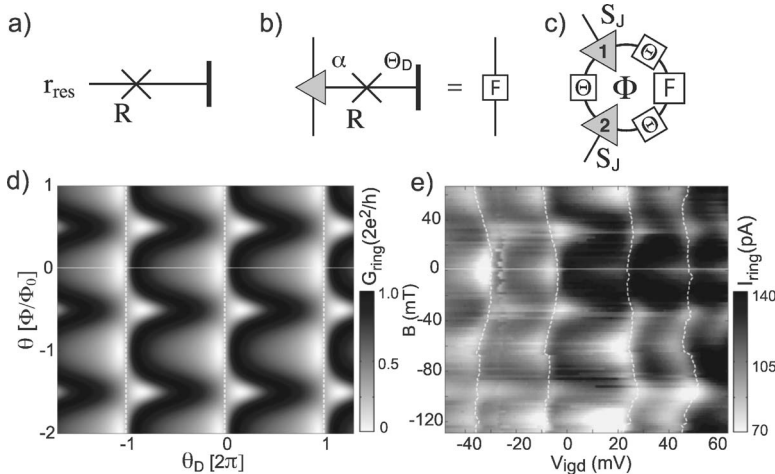 a)
r_res
R
b)
α
Θ_D
R
=
F
c)
S_J
1
Θ
Φ
F
2
Θ
S_J
d)
1
0
-1
-2
θ [Φ/Φ₀]
-1
0
1
θ_D [2π]
G_ring(2e²/h)
1.0
0.5
0
e)
40
0
-40
-80
-120
B (mT)
-40
-20
0
20
40
60
V_igd (mV)
I_ring(pA)
140
105
70